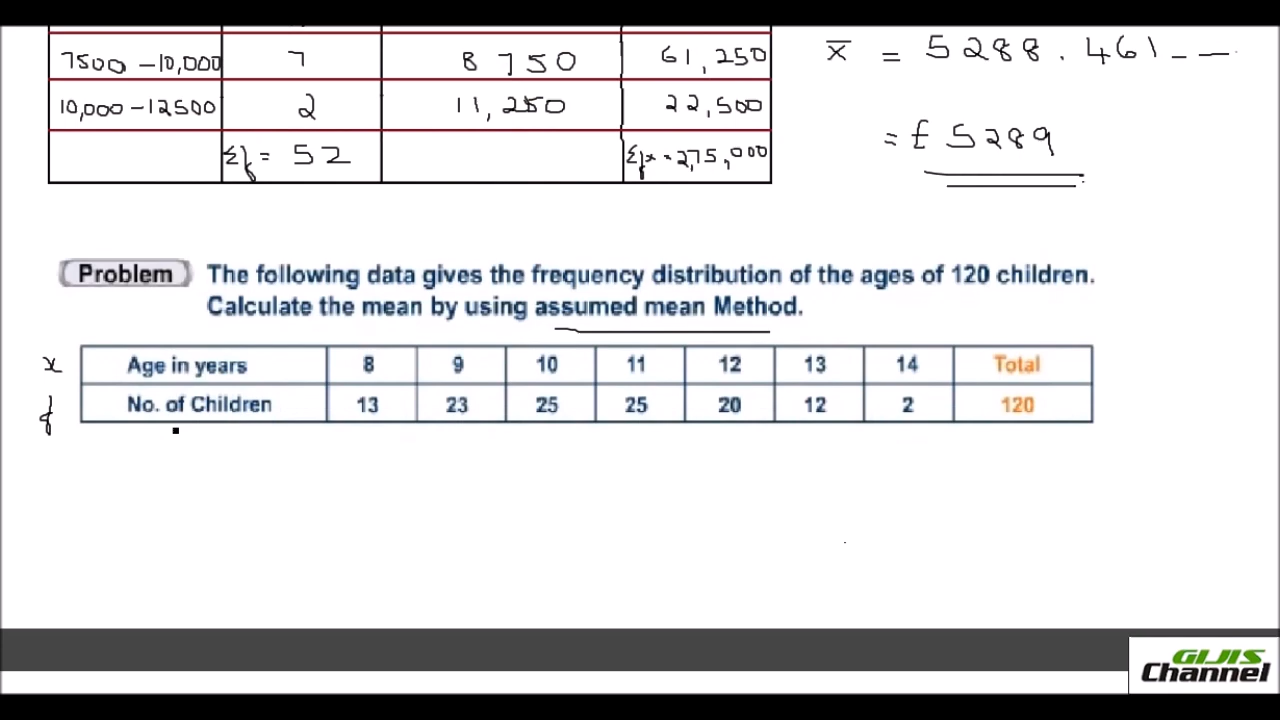 7500 – 10,000 7 8 750 61,250
10,000 – 12500 2 11,250 22,500
Σf = 52 Σfx = 2,75,000
x̅ = 5288.461 _ _
= £ 5289
Problem The following data gives the frequency distribution of the ages of 120 children.
Calculate the mean by using assumed mean Method.
x Age in years 8 9 10 11 12 13 14 Total
f No. of Children 13 23 25 25 20 12 2 120
GIJIS
Channel